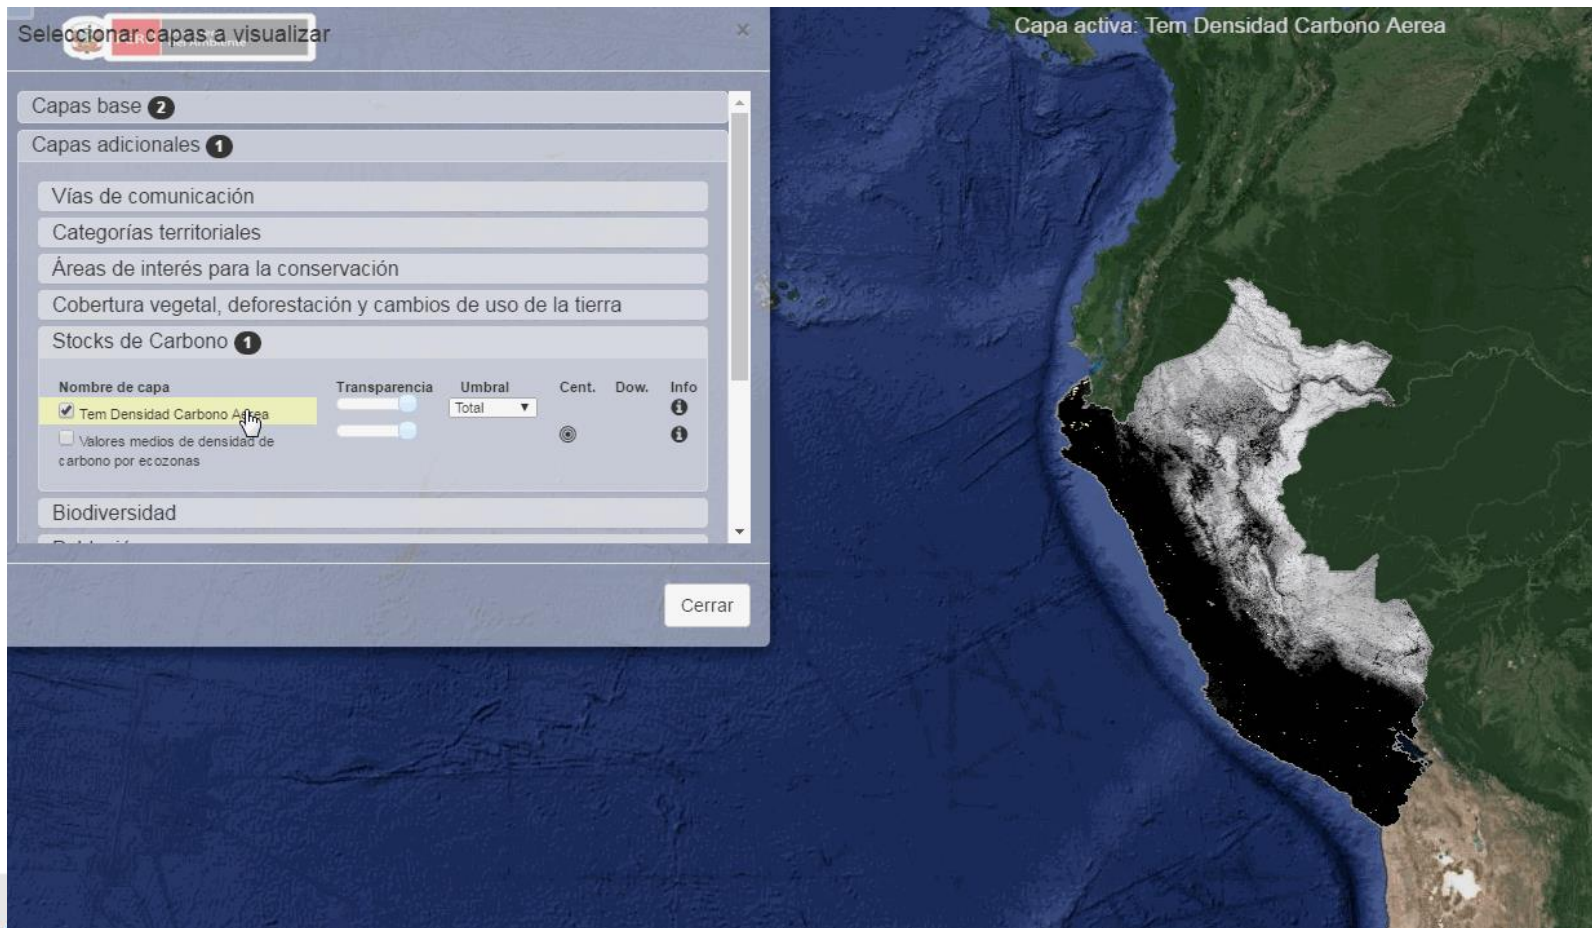 Seleccionar capas a visualizar
×
Capa activa: Tem Densidad Carbono Aerea
Capas base 2
Capas adicionales 1
Vías de comunicación
Categorías territoriales
Áreas de interés para la conservación
Cobertura vegetal, deforestación y cambios de uso de la tierra
Stocks de Carbono 1
Nombre de capa Transparencia Umbral Cent. Dow. Info
Tem Densidad Carbono Aerea Total
Valores medios de densidad de
carbono por ecozonas
Biodiversidad
Cerrar